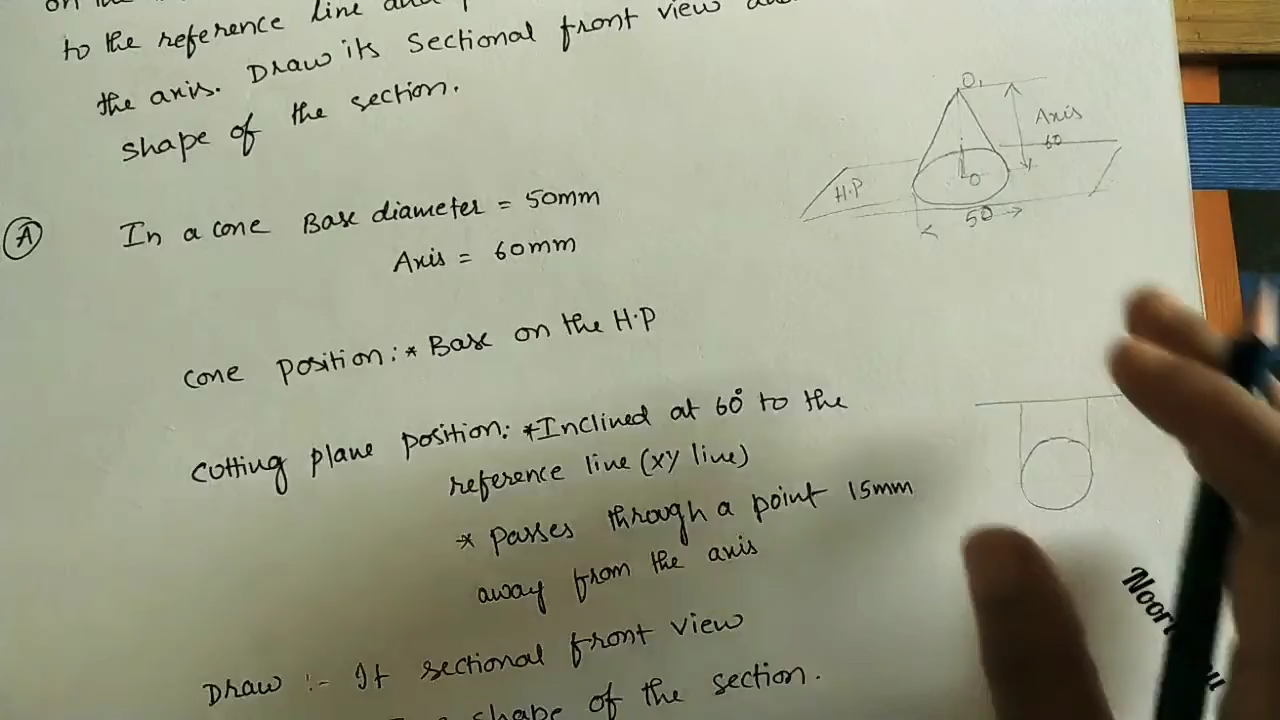 to the reference line and
the axis. Draw its sectional front view
shape of the section.
A
In a cone Base diameter = 50mm
Axis = 60mm
O1
Axis
60
H.P
O
50
Cone position: * Base on the H.P
Cutting plane position: *Inclined at 60° to the
reference line (xy line)
* passes through a point 15mm
away from the axis
Draw :- It sectional front view
shape of the section.
Noor